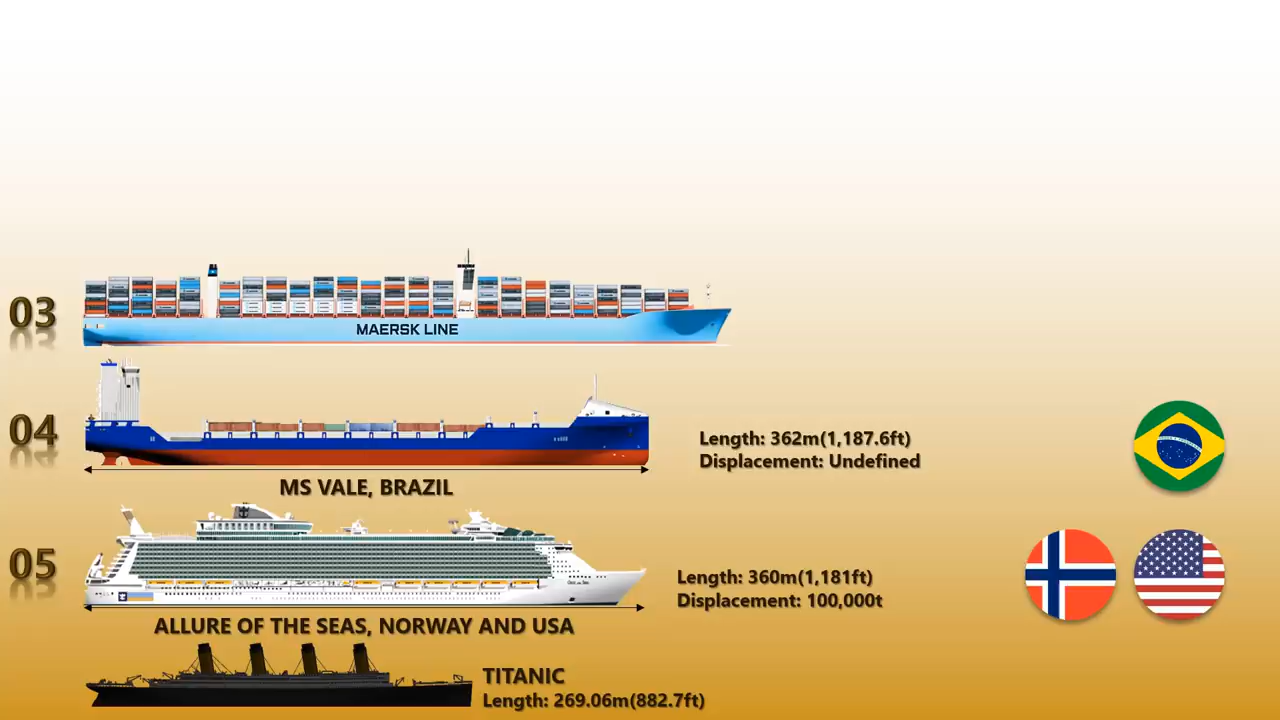 03
MAERSK LINE
04
Length: 362m(1,187.6ft)
Displacement: Undefined
MS VALE, BRAZIL
05
Length: 360m(1,181ft)
Displacement: 100,000t
ALLURE OF THE SEAS, NORWAY AND USA
TITANIC
Length: 269.06m(882.7ft)